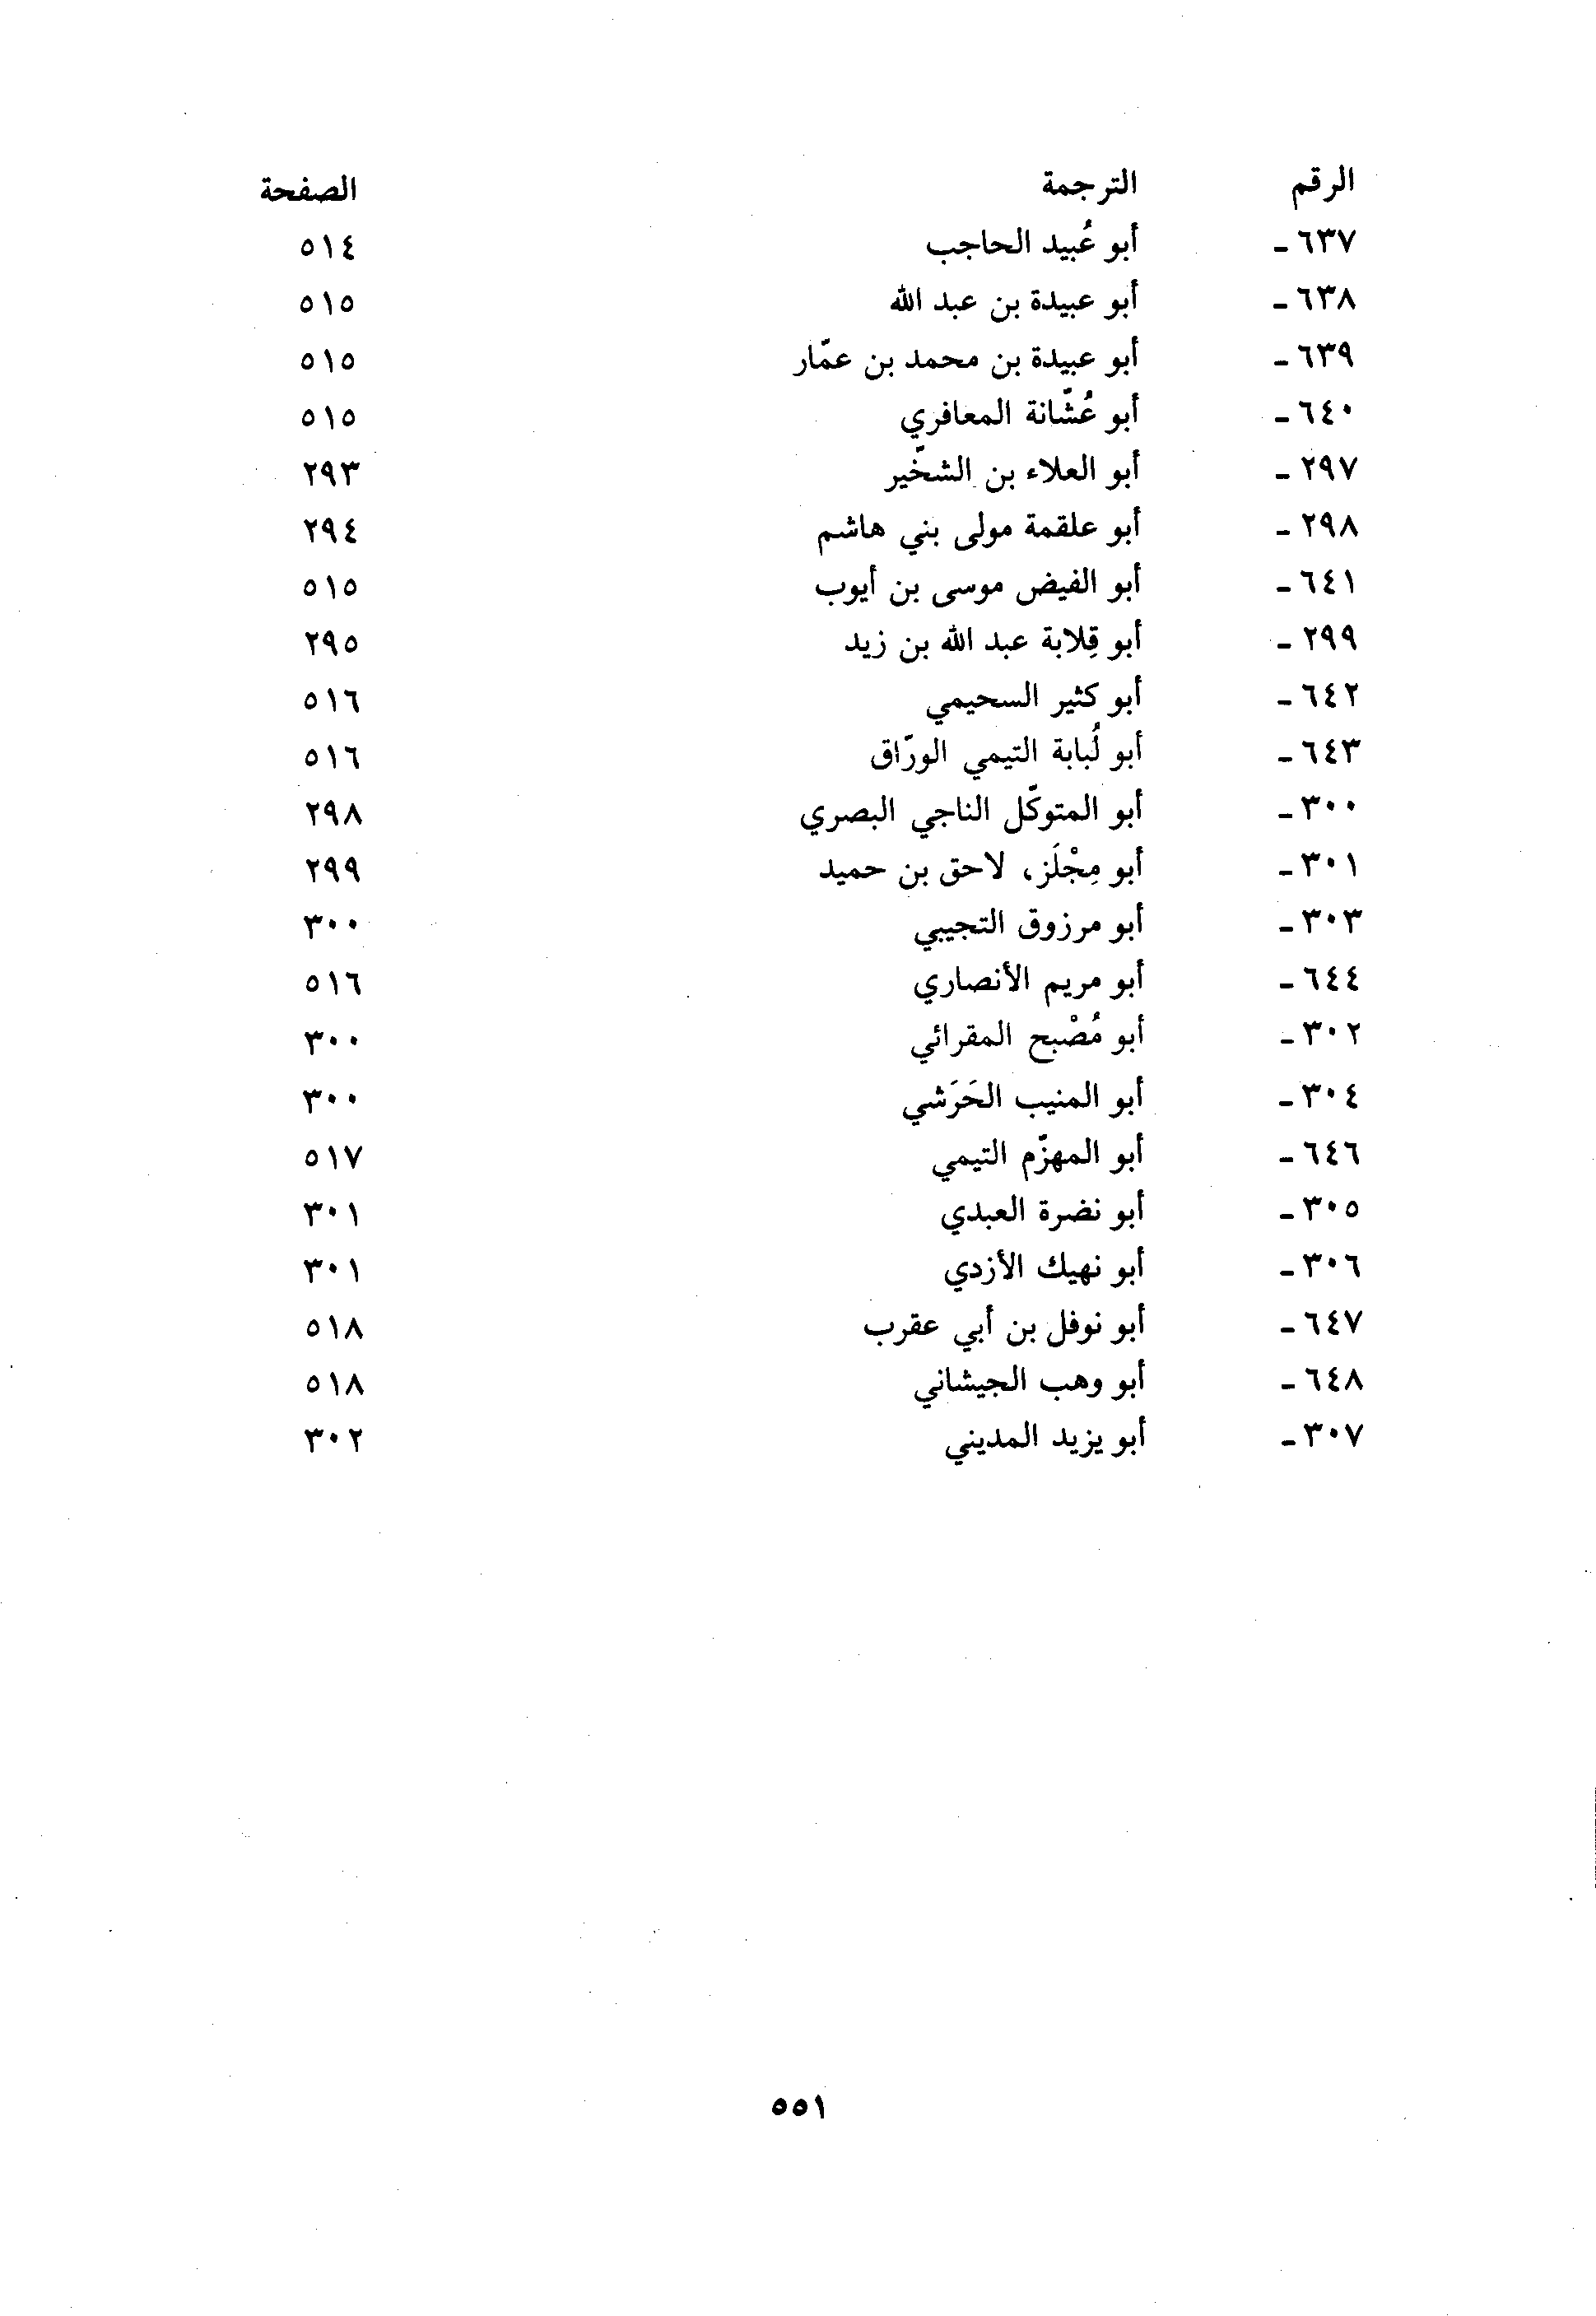 الرقم الترجمة الصفحة
٦٣٧ - أبو عُبيد الحاجب ٥١٤
٦٣٨ - أبو عبيدة بن عبد الله ٥١٥
٦٣٩ - أبو عبيدة بن محمد بن عمّار ٥١٥
٦٤٠ - أبو عُشّانة المعافري ٥١٥
٢٩٧ - أبو العلاء بن الشخّير ٢٩٣
٢٩٨ - أبو علقمة مولى بني هاشم ٢٩٤
٦٤١ - أبو الفيض موسى بن أيوب ٥١٥
٢٩٩ - أبو قِلابة عبد الله بن زيد ٢٩٥
٦٤٢ - أبو كثير السحيمي ٥١٦
٦٤٣ - أبو لُبابة التيمي الورّاق ٥١٦
٣٠٠ - أبو المتوكّل الناجي البصري ٢٩٨
٣٠١ - أبو مِجْلَز، لاحق بن حميد ٢٩٩
٣٠٣ - أبو مرزوق التجيبي ٣٠٠
٦٤٤ - أبو مريم الأنصاري ٥١٦
٣٠٢ - أبو مُصْبح المقرائي ٣٠٠
٣٠٤ - أبو المنيب الحَرَشي ٣٠٠
٦٤٦ - أبو المهزّم التيمي ٥١٧
٣٠٥ - أبو نضرة العبدي ٣٠١
٣٠٦ - أبو نهيك الأزدي ٣٠١
٦٤٧ - أبو نوفل بن أبي عقرب ٥١٨
٦٤٨ - أبو وهب الجيشاني ٥١٨
٣٠٧ - أبو يزيد المديني ٣٠٢
٥٥١